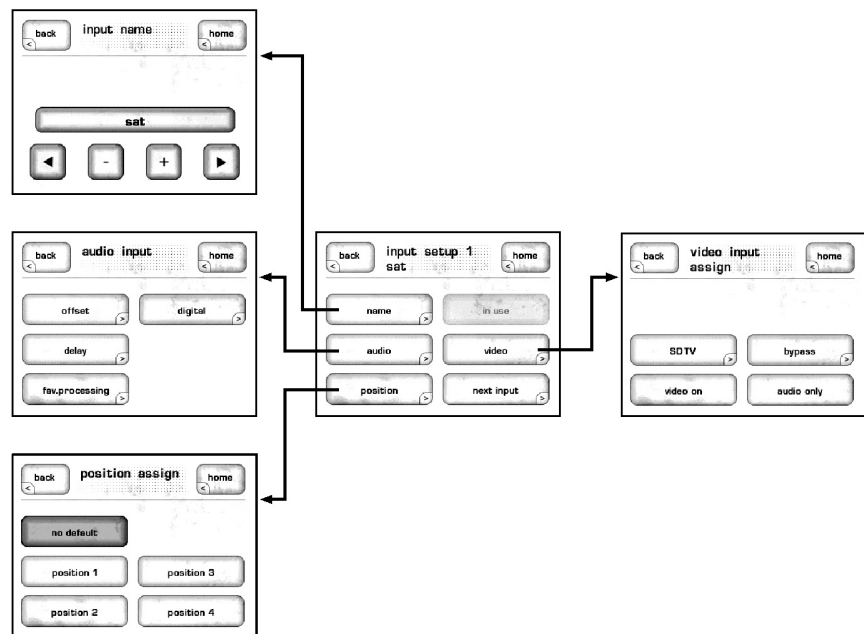 back
input name
home
<
<
sat
-
+
back
audio input
home
<
<
offset
>
digital
>
delay
>
fav.processing
>
back
input setup 1
sat
home
<
<
name
>
in use
audio
>
video
>
position
>
next input
>
back
video input
assign
home
<
<
SDTV
>
bypass
>
video on
audio only
back
position assign
home
<
<
no default
position 1
position 3
position 2
position 4